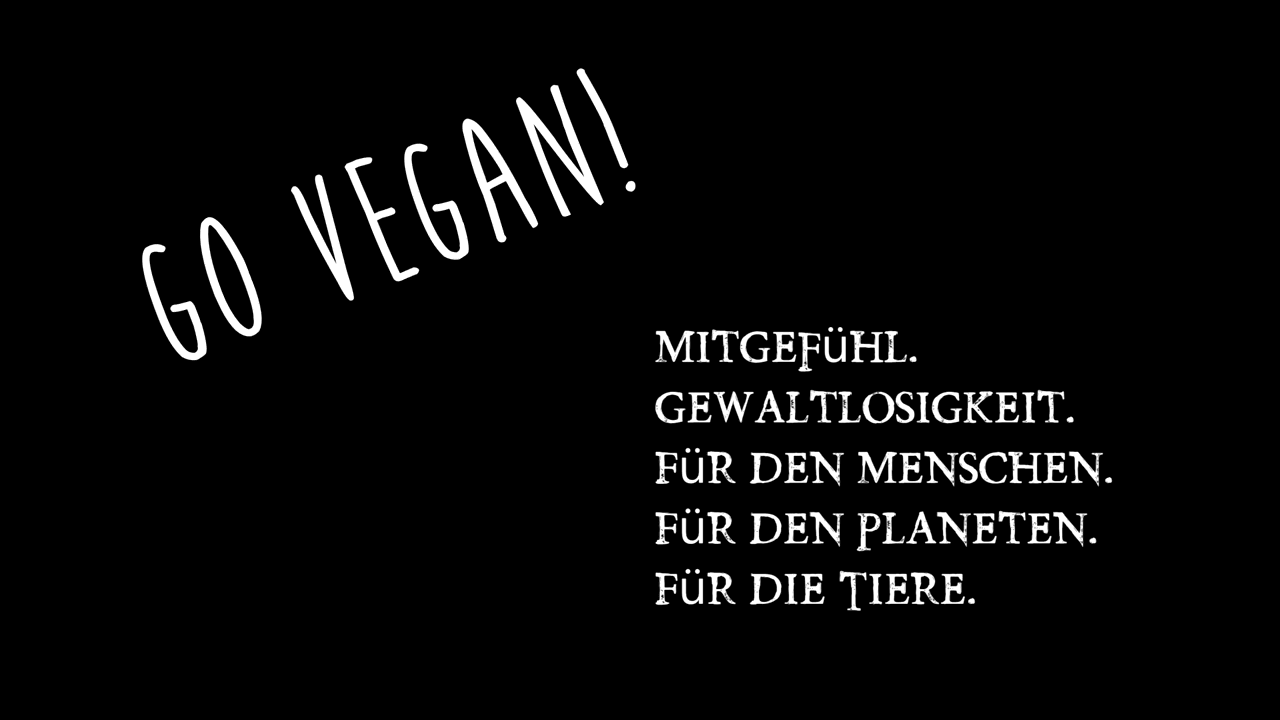 GO VEGAN!
MITGEFÜHL.
GEWALTLOSIGKEIT.
FÜR DEN MENSCHEN.
FÜR DEN PLANETEN.
FÜR DIE TIERE.